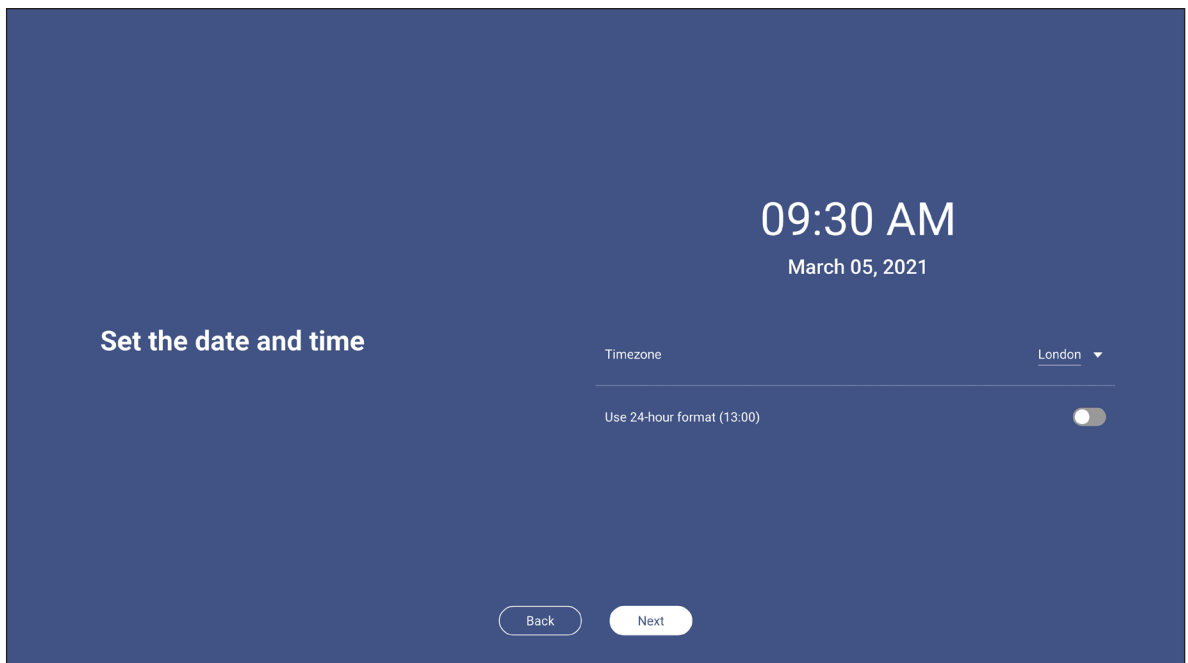 09:30 AM
March 05, 2021
Set the date and time
Timezone
London
Use 24-hour format (13:00)
Back
Next